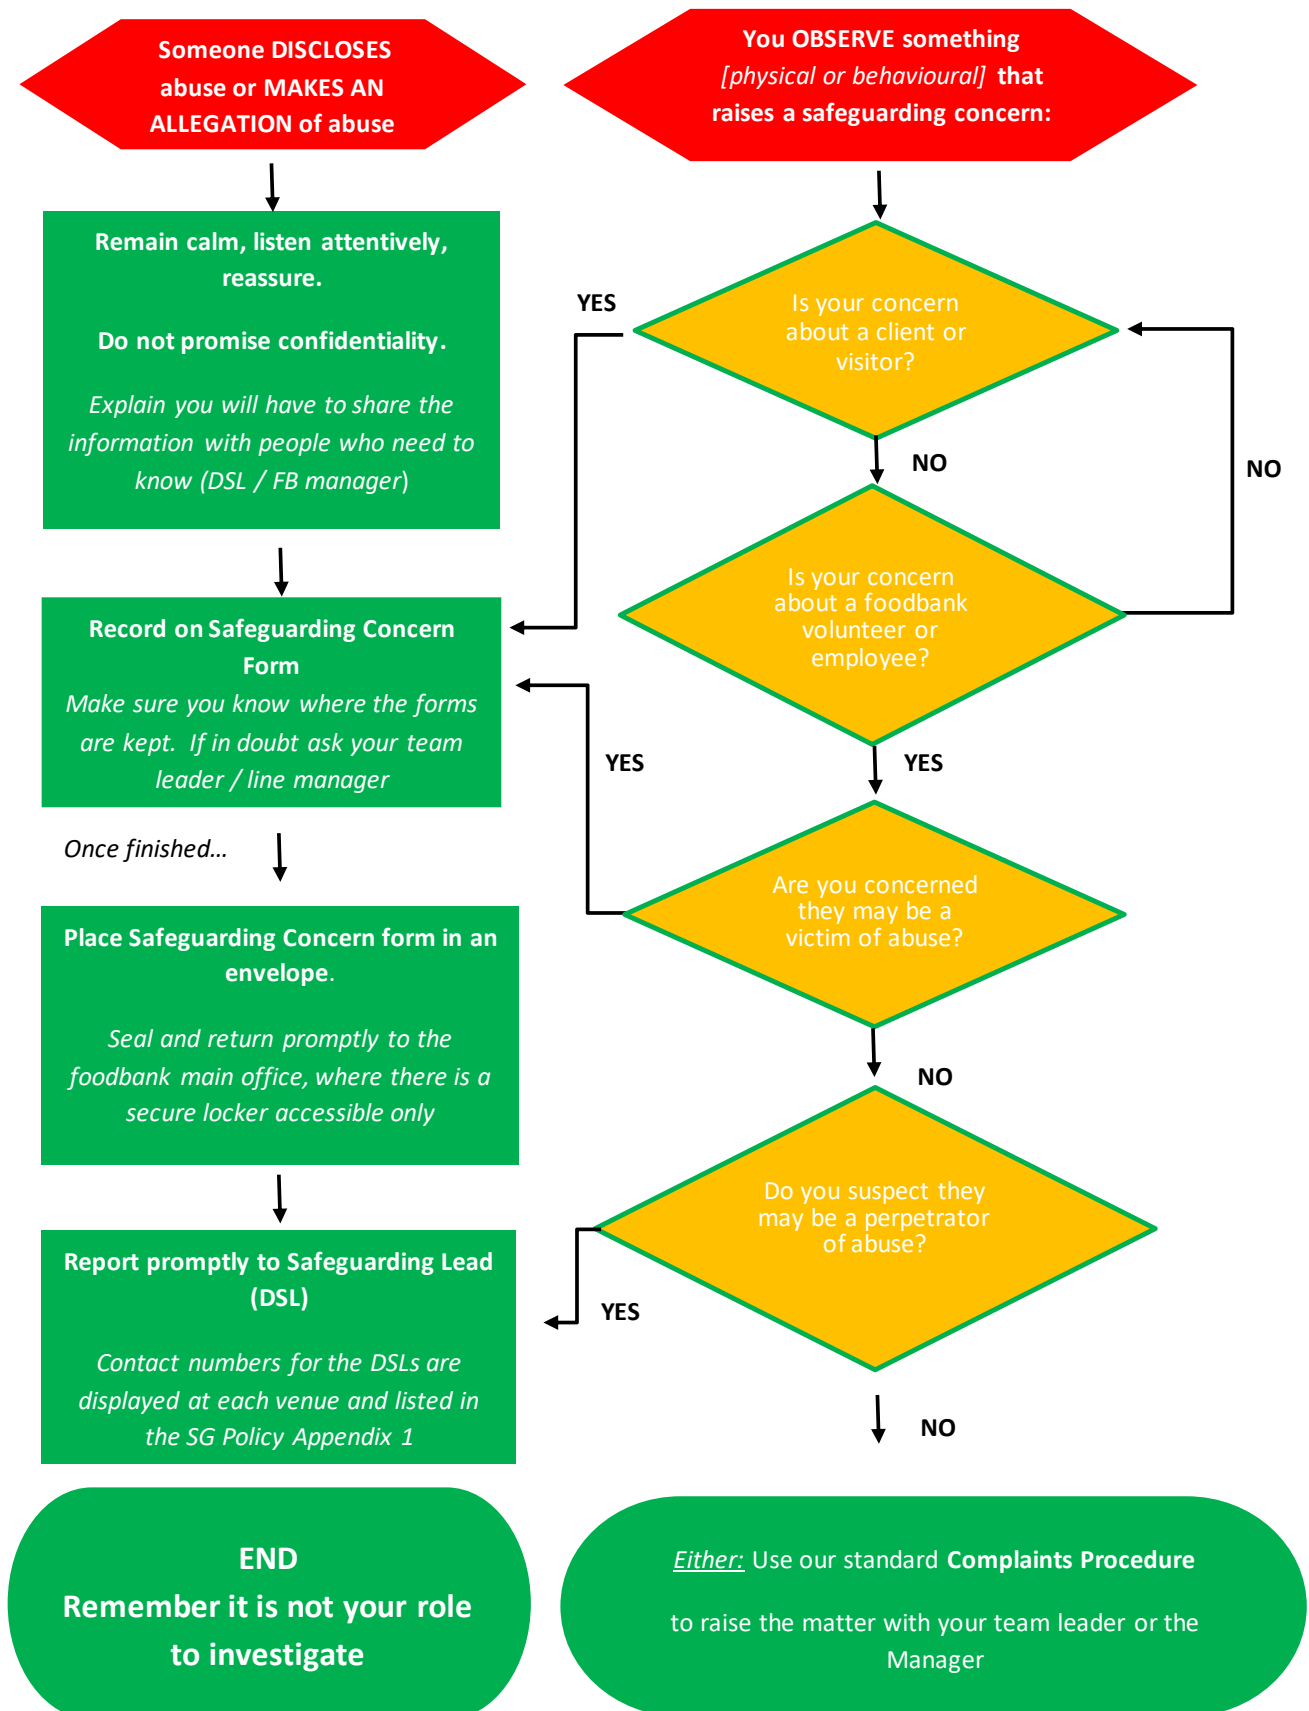 Someone DISCLOSES
abuse or MAKES AN
ALLEGATION of abuse
Remain calm, listen attentively,
reassure.
Do not promise confidentiality.
Explain you will have to share the
information with people who need to
know (DSL / FB manager)
Record on Safeguarding Concern
Form
Make sure you know where the forms
are kept. If in doubt ask your team
leader / line manager
Once finished…
Place Safeguarding Concern form in an
envelope.
Seal and return promptly to the
foodbank main office, where there is a
secure locker accessible only
Report promptly to Safeguarding Lead
(DSL)
Contact numbers for the DSLs are
displayed at each venue and listed in
the SG Policy Appendix 1
END
Remember it is not your role
to investigate
You OBSERVE something
[physical or behavioural] that
raises a safeguarding concern:
Is your concern
about a client or
visitor?
YES
NO
NO
Is your concern
about a foodbank
volunteer or
employee?
YES
YES
Are you concerned
they may be a
victim of abuse?
NO
Do you suspect they
may be a perpetrator
of abuse?
YES
NO
Either: Use our standard Complaints Procedure
to raise the matter with your team leader or the
Manager